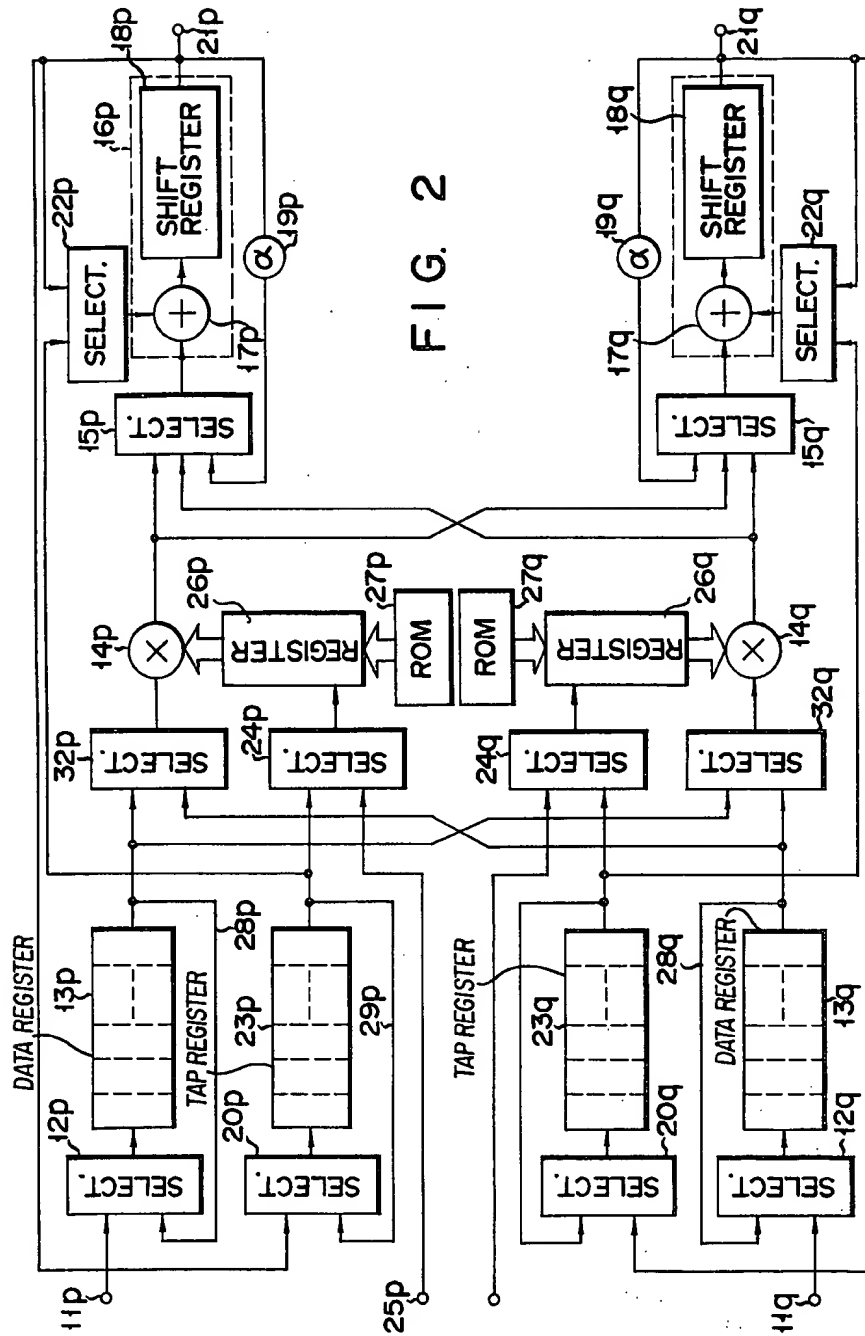 FIG. 2
DATA REGISTER
11p
12p
SELECT.
13p
28p
32p
SELECT.
14p
×
15p
SELECT.
22p
SELECT.
16p
17p
+
18p
SHIFT REGISTER
21p
19p
α
TAP REGISTER
20p
SELECT.
23p
29p
24p
SELECT.
26p
REGISTER
27p
ROM
25p
TAP REGISTER
20q
SELECT.
23q
24q
SELECT.
27q
ROM
26q
REGISTER
28q
DATA REGISTER
11q
12q
SELECT.
13q
32q
SELECT.
14q
×
15q
SELECT.
19q
α
17q
+
18q
SHIFT REGISTER
22q
SELECT.
21q